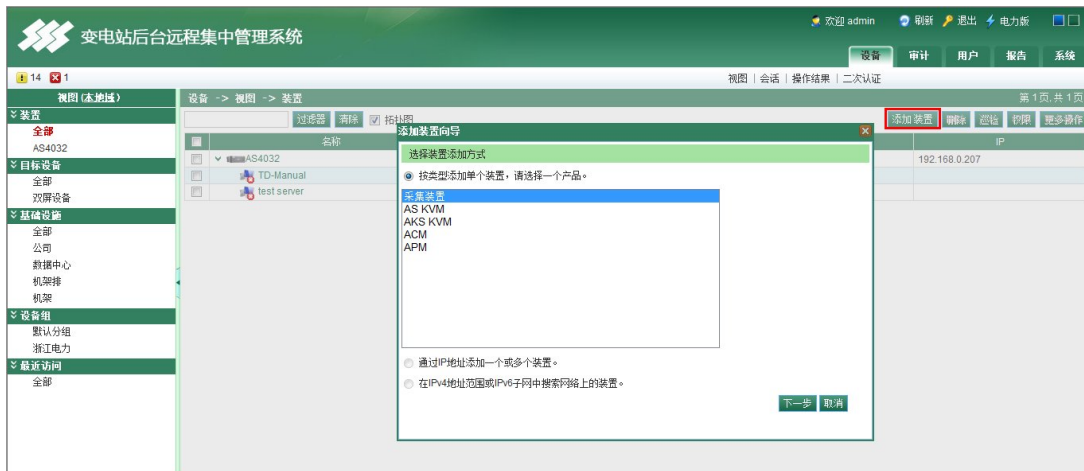 欢迎 admin 刷新 退出 电力版
变电站后台远程集中管理系统
设备 审计 用户 报告 系统
14 1
视图 | 会话 | 操作结果 | 二次认证
视图 (本地域)
设备 -> 视图 -> 装置
第1页,共1页
装置
全部
AS4032
目标设备
全部
双屏设备
基础设施
全部
公司
数据中心
机架排
机架
设备组
默认分组
浙江电力
最近访问
全部
过滤器 清除 拓扑图
添加装置 删除 巡检 权限 更多操作
名称
IP
AS4032
192.168.0.207
TD-Manual
test server
添加装置向导
选择装置添加方式
按类型添加单个装置，请选择一个产品。
采集装置
AS KVM
AKS KVM
ACM
APM
通过IP地址添加一个或多个装置。
在IPv4地址范围或IPv6子网中搜索网络上的装置。
下一步 取消